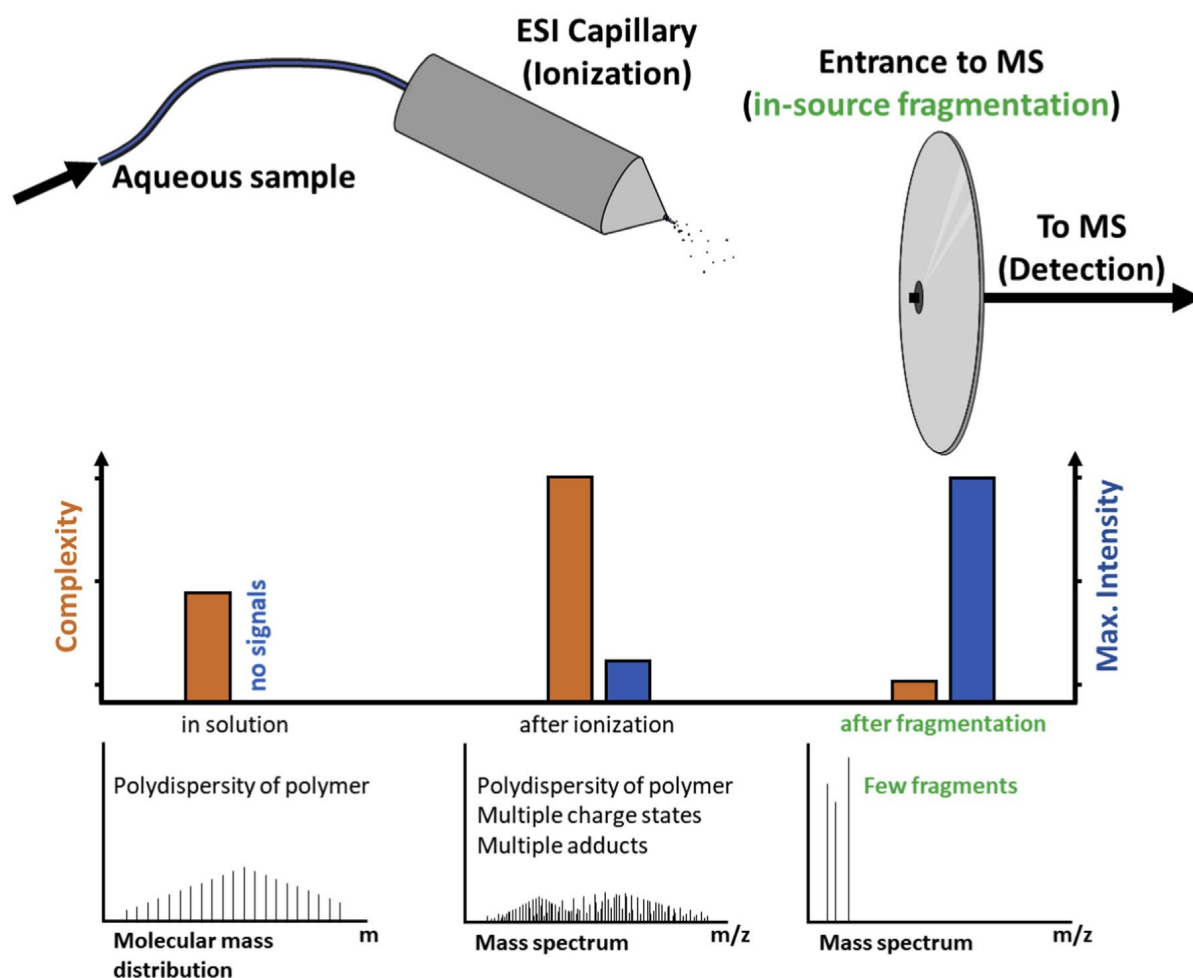 ESI Capillary
(Ionization)
Entrance to MS
(in-source fragmentation)
Aqueous sample
To MS
(Detection)
Complexity
no signals
Max. Intensity
in solution
after ionization
after fragmentation
Polydispersity of polymer
Polydispersity of polymer
Multiple charge states
Multiple adducts
Few fragments
Molecular mass
distribution
m
Mass spectrum
m/z
Mass spectrum
m/z